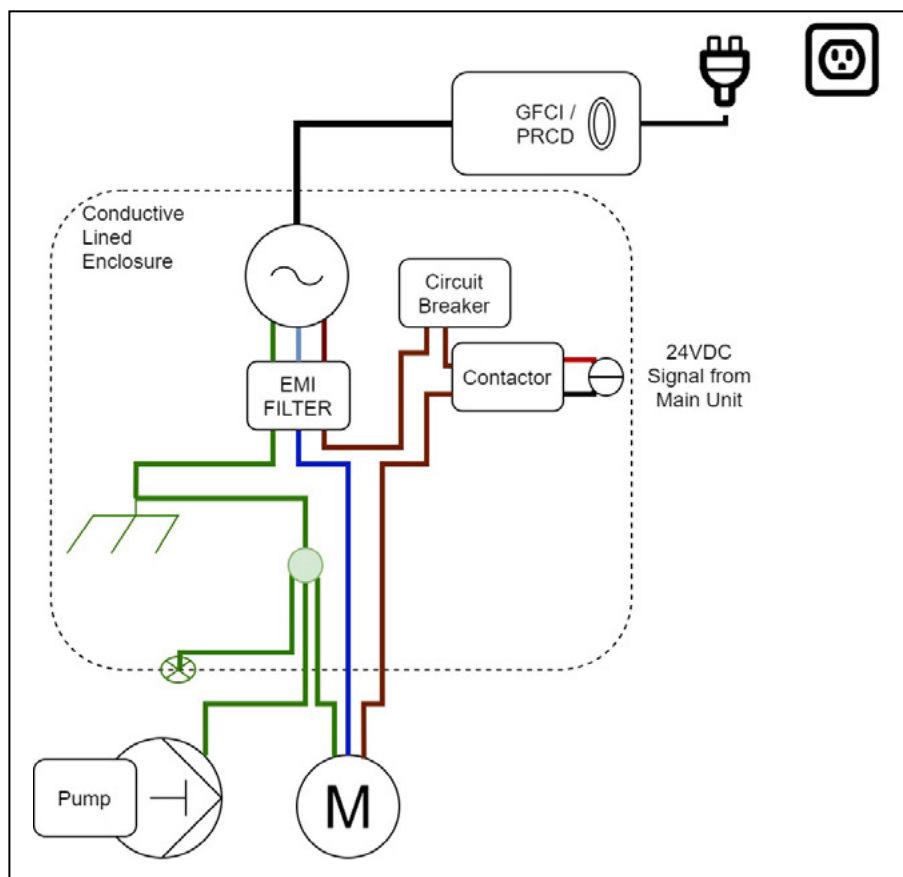 GFCI /
PRCD
Conductive
Lined
Enclosure
Circuit
Breaker
EMI
FILTER
Contactor
24VDC
Signal from
Main Unit
Pump
M